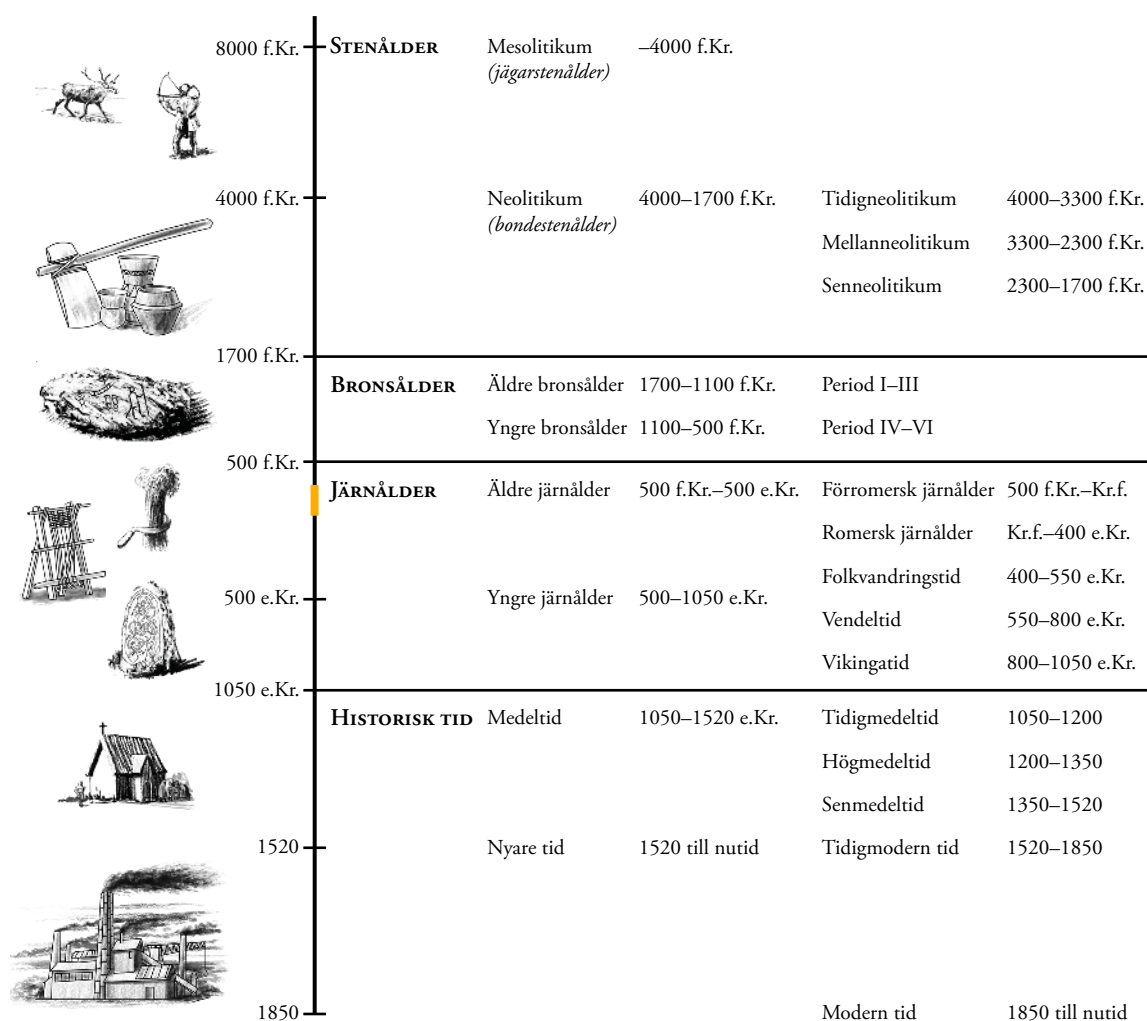 8000 f.Kr. STENÅLDER Mesolitikum –4000 f.Kr.
(jägarstenålder)
4000 f.Kr. Neolitikum 4000–1700 f.Kr. Tidigneolitikum 4000–3300 f.Kr.
(bondestenålder)
Mellanneolitikum 3300–2300 f.Kr.
Senneolitikum 2300–1700 f.Kr.
1700 f.Kr.
BRONSÅLDER Äldre bronsålder 1700–1100 f.Kr. Period I–III
Yngre bronsålder 1100–500 f.Kr. Period IV–VI
500 f.Kr.
JÄRNÅLDER Äldre järnålder 500 f.Kr.–500 e.Kr. Förromersk järnålder 500 f.Kr.–Kr.f.
Romersk järnålder Kr.f.–400 e.Kr.
Folkvandringstid 400–550 e.Kr.
500 e.Kr. Yngre järnålder 500–1050 e.Kr.
Vendeltid 550–800 e.Kr.
Vikingatid 800–1050 e.Kr.
1050 e.Kr.
HISTORISK TID Medeltid 1050–1520 e.Kr. Tidigmedeltid 1050–1200
Högmedeltid 1200–1350
Senmedeltid 1350–1520
1520 Nyare tid 1520 till nutid Tidigmodern tid 1520–1850
1850 Modern tid 1850 till nutid